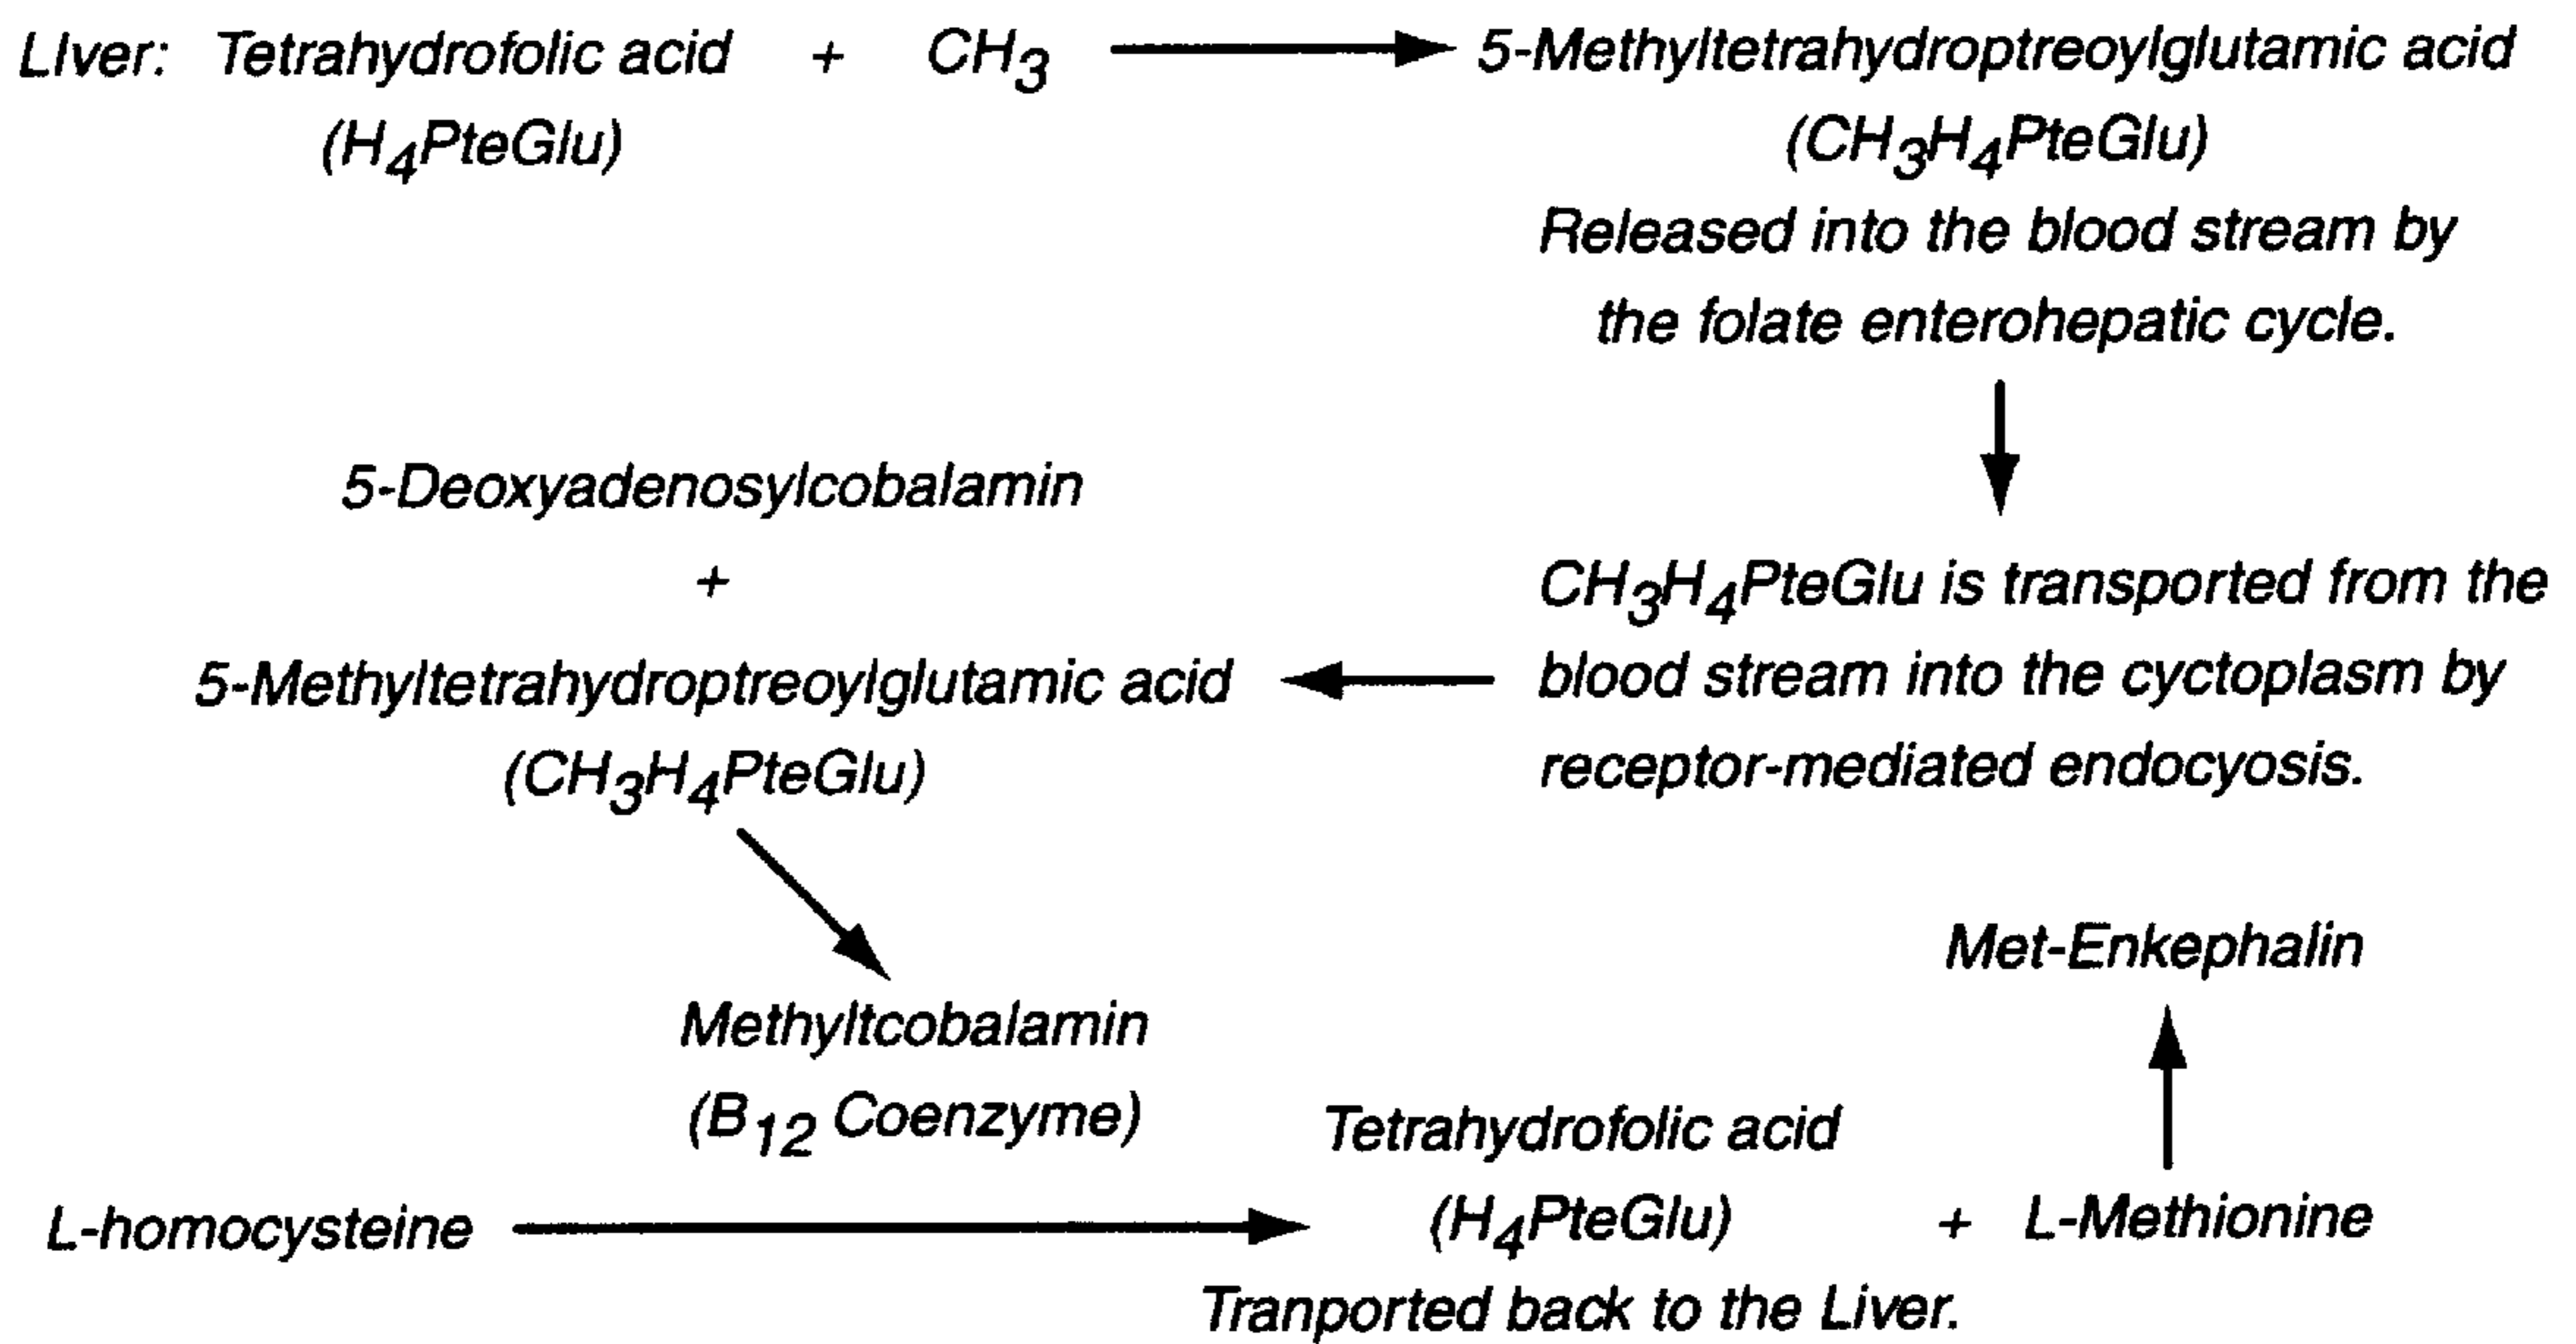 LIver: Tetrahydrofolic acid + CH3 5-Methyltetrahydroptreoylglutamic acid
(H4PteGlu) (CH3H4PteGlu)
Released into the blood stream by
the folate enterohepatic cycle.
5-Deoxyadenosylcobalamin
+
5-Methyltetrahydroptreoylglutamic acid
(CH3H4PteGlu)
CH3H4PteGlu is transported from the
blood stream into the cyctoplasm by
receptor-mediated endocyosis.
Methyltcobalamin
(B12 Coenzyme)
Met-Enkephalin
L-homocysteine
Tetrahydrofolic acid
(H4PteGlu) + L-Methionine
Tranported back to the Liver.